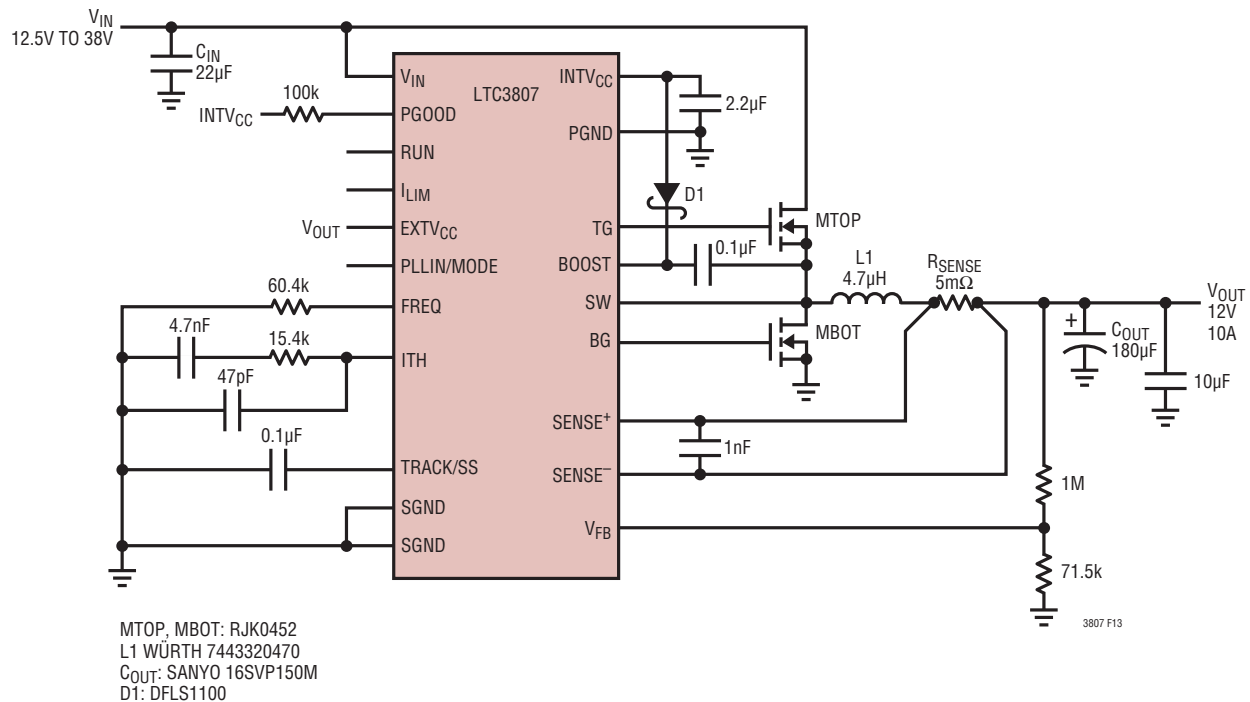 VIN
12.5V TO 38V
CIN
22µF
100k
INTVCC
VIN
PGOOD
RUN
ILIM
VOUT
EXTVCC
PLLIN/MODE
60.4k
FREQ
4.7nF
15.4k
ITH
47pF
0.1µF
TRACK/SS
SGND
SGND
LTC3807
INTVCC
2.2µF
PGND
D1
TG
MTOP
BOOST
0.1µF
SW
L1
4.7µH
RSENSE
5mΩ
VOUT
12V
10A
BG
MBOT
+
COUT
180µF
10µF
SENSE+
1nF
SENSE–
1M
VFB
71.5k
3807 F13
MTOP, MBOT: RJK0452
L1 WÜRTH 7443320470
COUT: SANYO 16SVP150M
D1: DFLS1100